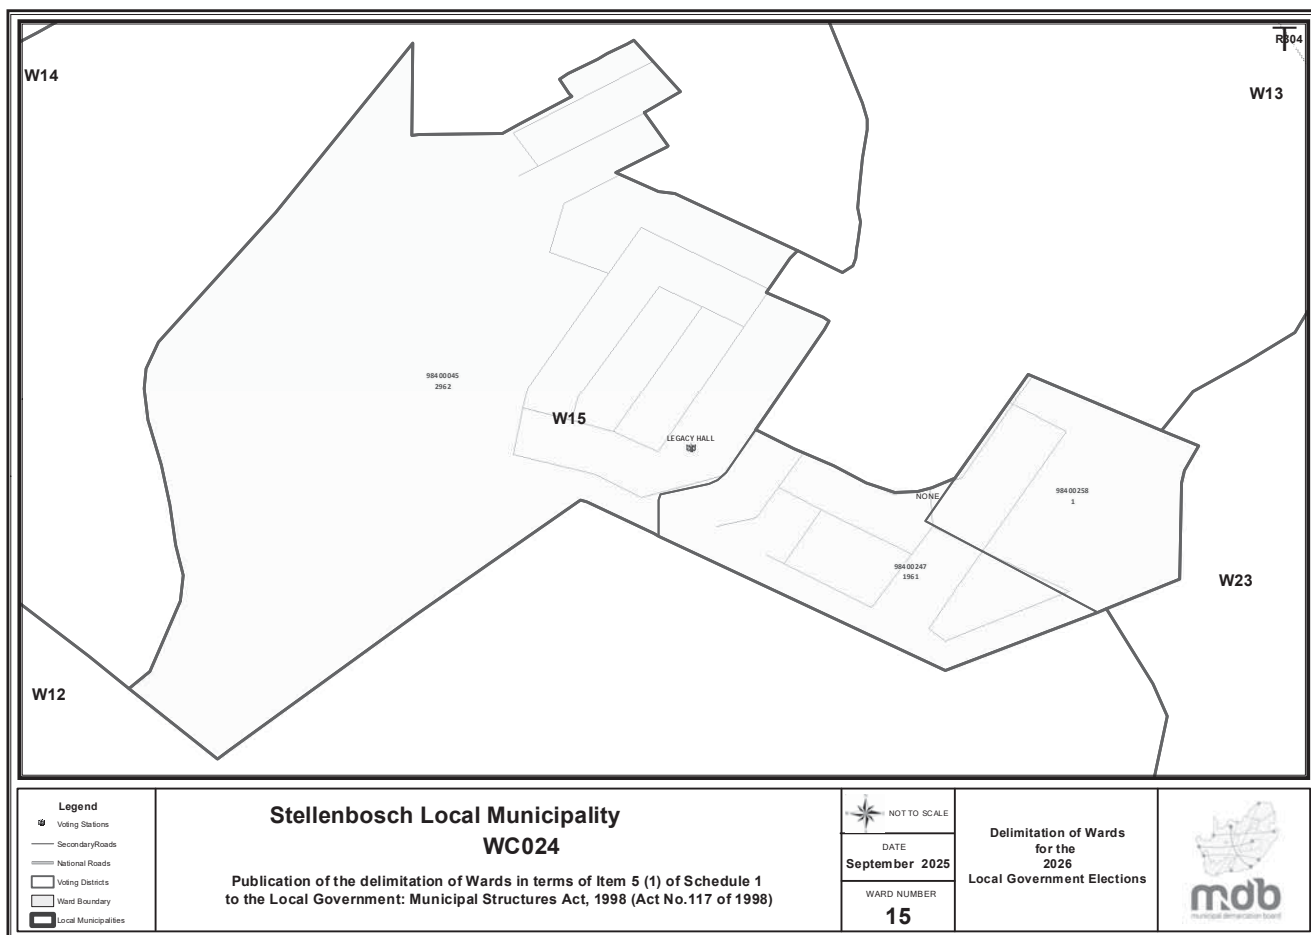 W14
R304
W13
98400045
2962
W15
LEGACY HALL
NONE
98400258
1
98400247
1961
W23
W12
Legend
Voting Stations
SecondaryRoads
National Roads
Voting Districts
Ward Boundary
Local Municipalities
Stellenbosch Local Municipality
WC024
Publication of the delimitation of Wards in terms of Item 5 (1) of Schedule 1
to the Local Government: Municipal Structures Act, 1998 (Act No.117 of 1998)
NOT TO SCALE
DATE
September 2025
WARD NUMBER
15
Delimitation of Wards
for the
2026
Local Government Elections
mdb
municipal demarcation board